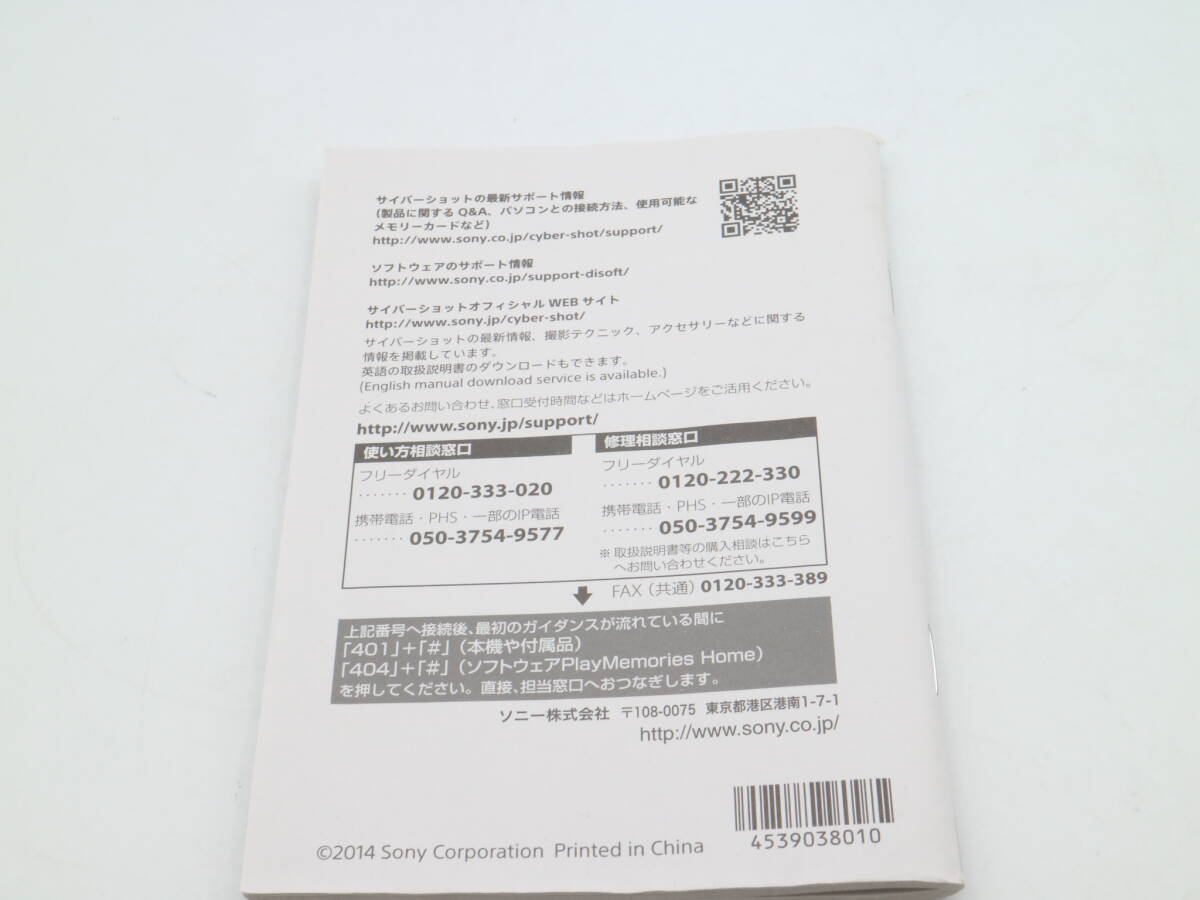 サイバーショットの最新サポート情報
(製品に関する Q&A、パソコンとの接続方法、使用可能な
メモリーカードなど)
http://www.sony.co.jp/cyber-shot/support/
ソフトウェアのサポート情報
http://www.sony.co.jp/support-disoft/
サイバーショットオフィシャル WEB サイト
http://www.sony.jp/cyber-shot/
サイバーショットの最新情報、撮影テクニック、アクセサリーなどに関する
情報を掲載しています。
英語の取扱説明書のダウンロードもできます。
(English manual download service is available.)
よくあるお問い合わせ、窓口受付時間などはホームページをご活用ください。
http://www.sony.jp/support/
使い方相談窓口
フリーダイヤル
······· 0120-333-020
携帯電話・PHS・一部のIP電話
······· 050-3754-9577
修理相談窓口
フリーダイヤル
······· 0120-222-330
携帯電話・PHS・一部のIP電話
······· 050-3754-9599
※ 取扱説明書等の購入相談はこちら
へお問い合わせください。
FAX(共通)0120-333-389
上記番号へ接続後、最初のガイダンスが流れている間に
「401」+「#」(本機や付属品)
「404」+「#」(ソフトウェアPlayMemories Home)
を押してください。直接、担当窓口へおつなぎします。
ソニー株式会社 〒108-0075 東京都港区港南1-7-1
http://www.sony.co.jp/
4539038010
©2014 Sony Corporation Printed in China